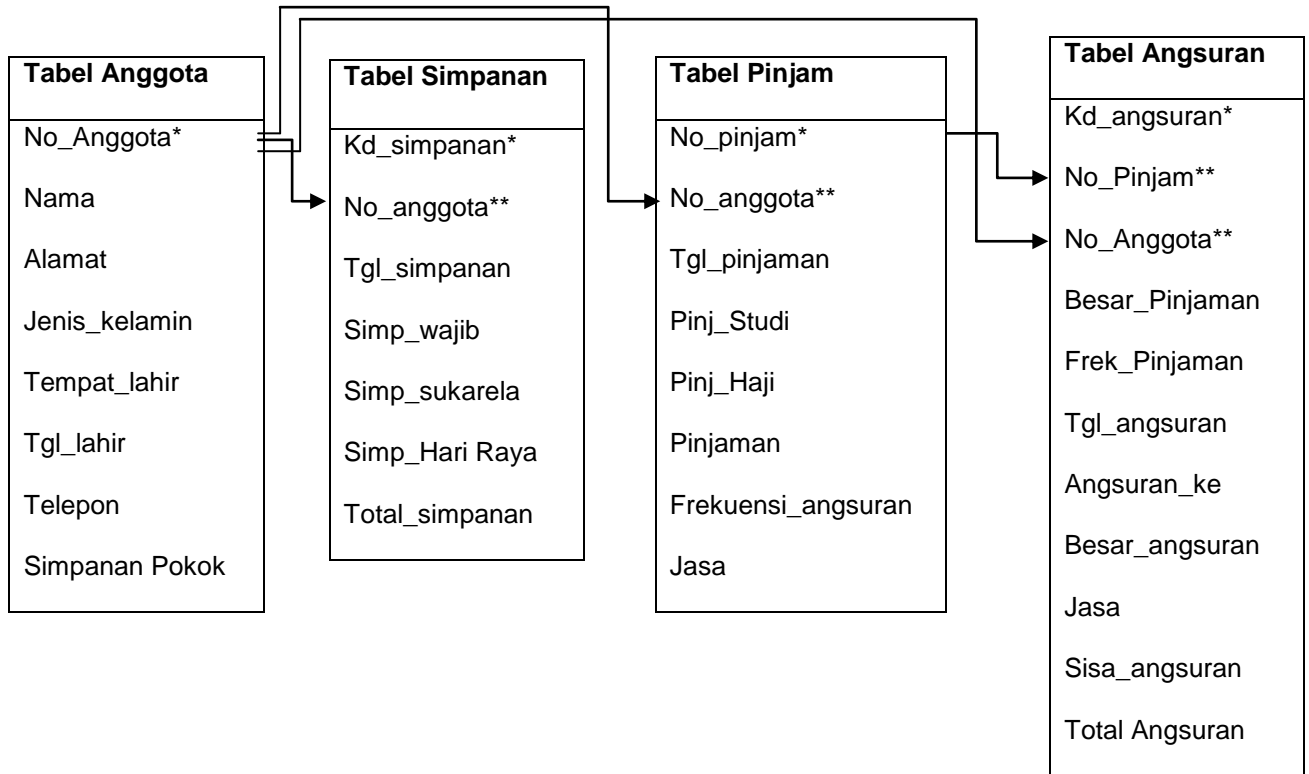 Tabel Anggota
No_Anggota*
Nama
Alamat
Jenis_kelamin
Tempat_lahir
Tgl_lahir
Telepon
Simpanan Pokok
Tabel Simpanan
Kd_simpanan*
No_anggota**
Tgl_simpanan
Simp_wajib
Simp_sukarela
Simp_Hari Raya
Total_simpanan
Tabel Pinjam
No_pinjam*
No_anggota**
Tgl_pinjaman
Pinj_Studi
Pinj_Haji
Pinjaman
Frekuensi_angsuran
Jasa
Tabel Angsuran
Kd_angsuran*
No_Pinjam**
No_Anggota**
Besar_Pinjaman
Frek_Pinjaman
Tgl_angsuran
Angsuran_ke
Besar_angsuran
Jasa
Sisa_angsuran
Total Angsuran